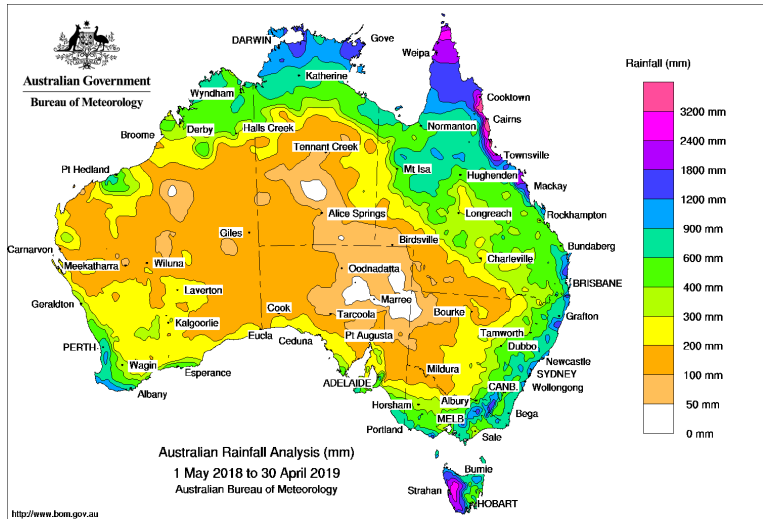 Australian Government
Bureau of Meteorology
DARWIN
Gove
Weipa
Katherine
Wyndham
Cooktown
Cairns
Broome
Derby
Halls Creek
Normanton
Tennant Creek
Townsville
Pt Hedland
Mt Isa
Hughenden
Mackay
Alice Springs
Longreach
Rockhampton
Carnarvon
Giles
Birdsville
Bundaberg
Meekatharra
Wiluna
Oodnadatta
Charleville
Laverton
BRISBANE
Geraldton
Marree
Cook
Tarcoola
Bourke
Grafton
Kalgoorlie
Eucla
Pt Augusta
Tamworth
PERTH
Ceduna
Dubbo
Wagin
Esperance
Mildura
Newcastle
SYDNEY
Albany
ADELAIDE
CANB.
Wollongong
Horsham
Albury
Bega
Portland
MELB
Sale
Burnie
Strahan
HOBART
Rainfall (mm)
3200 mm
2400 mm
1800 mm
1200 mm
900 mm
600 mm
400 mm
300 mm
200 mm
100 mm
50 mm
0 mm
Australian Rainfall Analysis (mm)
1 May 2018 to 30 April 2019
Australian Bureau of Meteorology
http://www.bom.gov.au